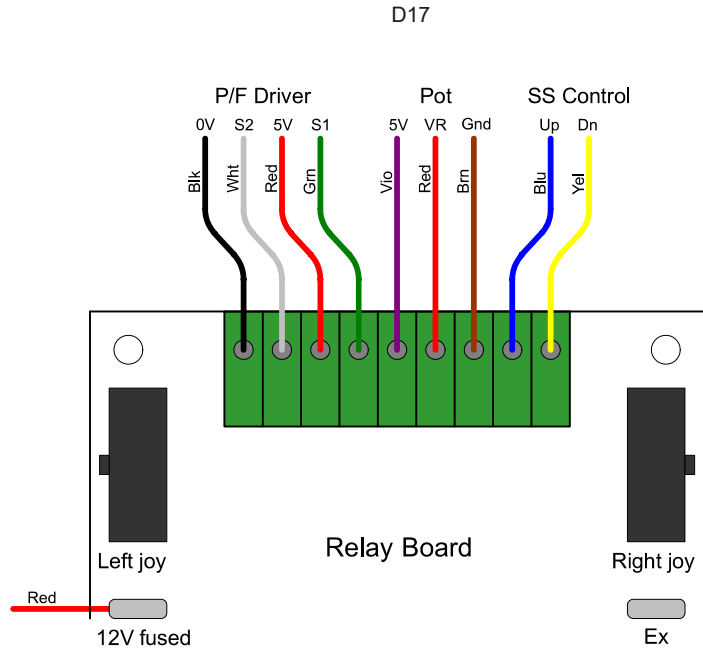 D17
P/F Driver Pot SS Control
0V S2 5V S1 5V VR Gnd Up Dn
Blk Wht Red Grn Vio Red Brn Blu Yel
Relay Board
Left joy Right joy
Red
12V fused Ex